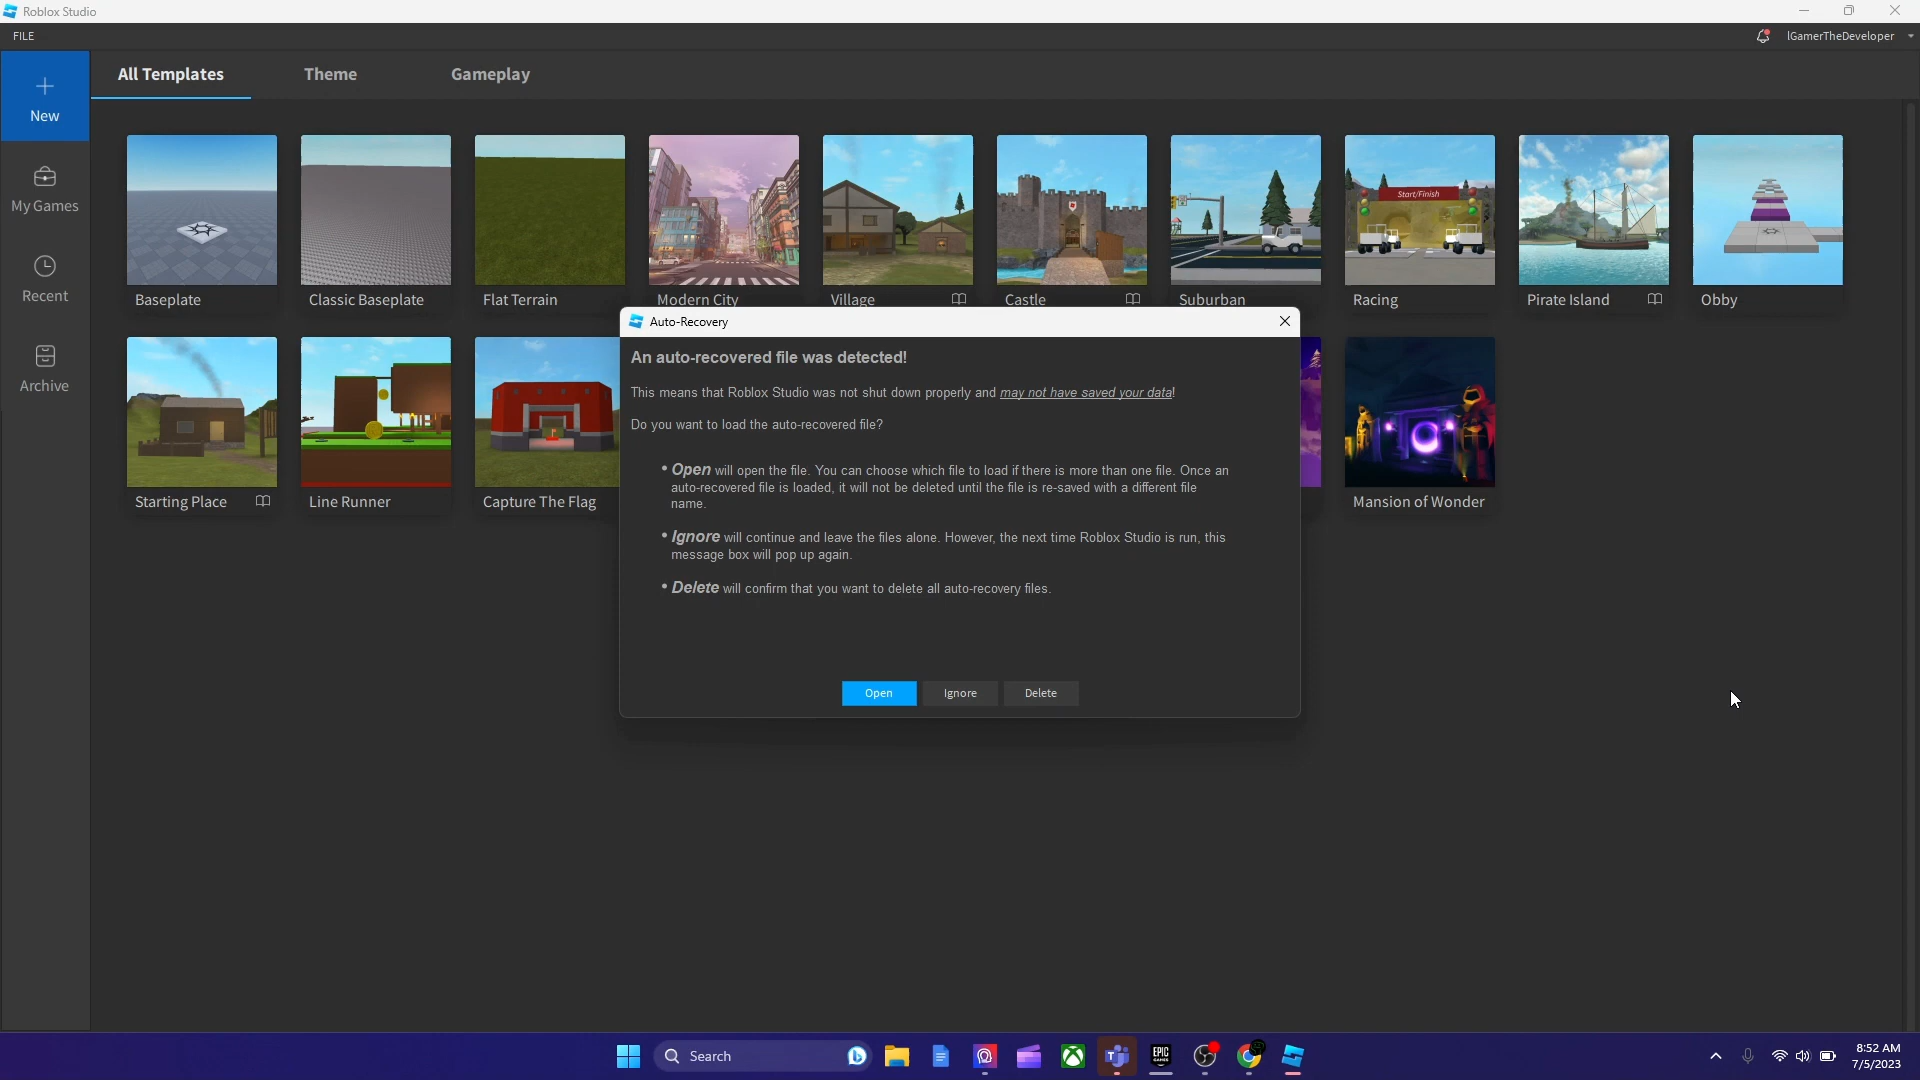 Roblox Studio
FILE
lGamerTheDeveloper
All Templates
Theme
Gameplay
New
My Games
Recent
Archive
Start/Finish
Baseplate
Classic Baseplate
Flat Terrain
Modern City
Village
Castle
Suburban
Racing
Pirate Island
Obby
Starting Place
Line Runner
Capture The Flag
Mansion of Wonder
Auto-Recovery
An auto-recovered file was detected!
This means that Roblox Studio was not shut down properly and may not have saved your data!
Do you want to load the auto-recovered file?
• Open will open the file. You can choose which file to load if there is more than one file. Once an
auto-recovered file is loaded, it will not be deleted until the file is re-saved with a different file
name.
• Ignore will continue and leave the files alone. However, the next time Roblox Studio is run, this
message box will pop up again.
• Delete will confirm that you want to delete all auto-recovery files.
Open
Ignore
Delete
Search
EPIC
GAMES
8:52 AM
7/5/2023